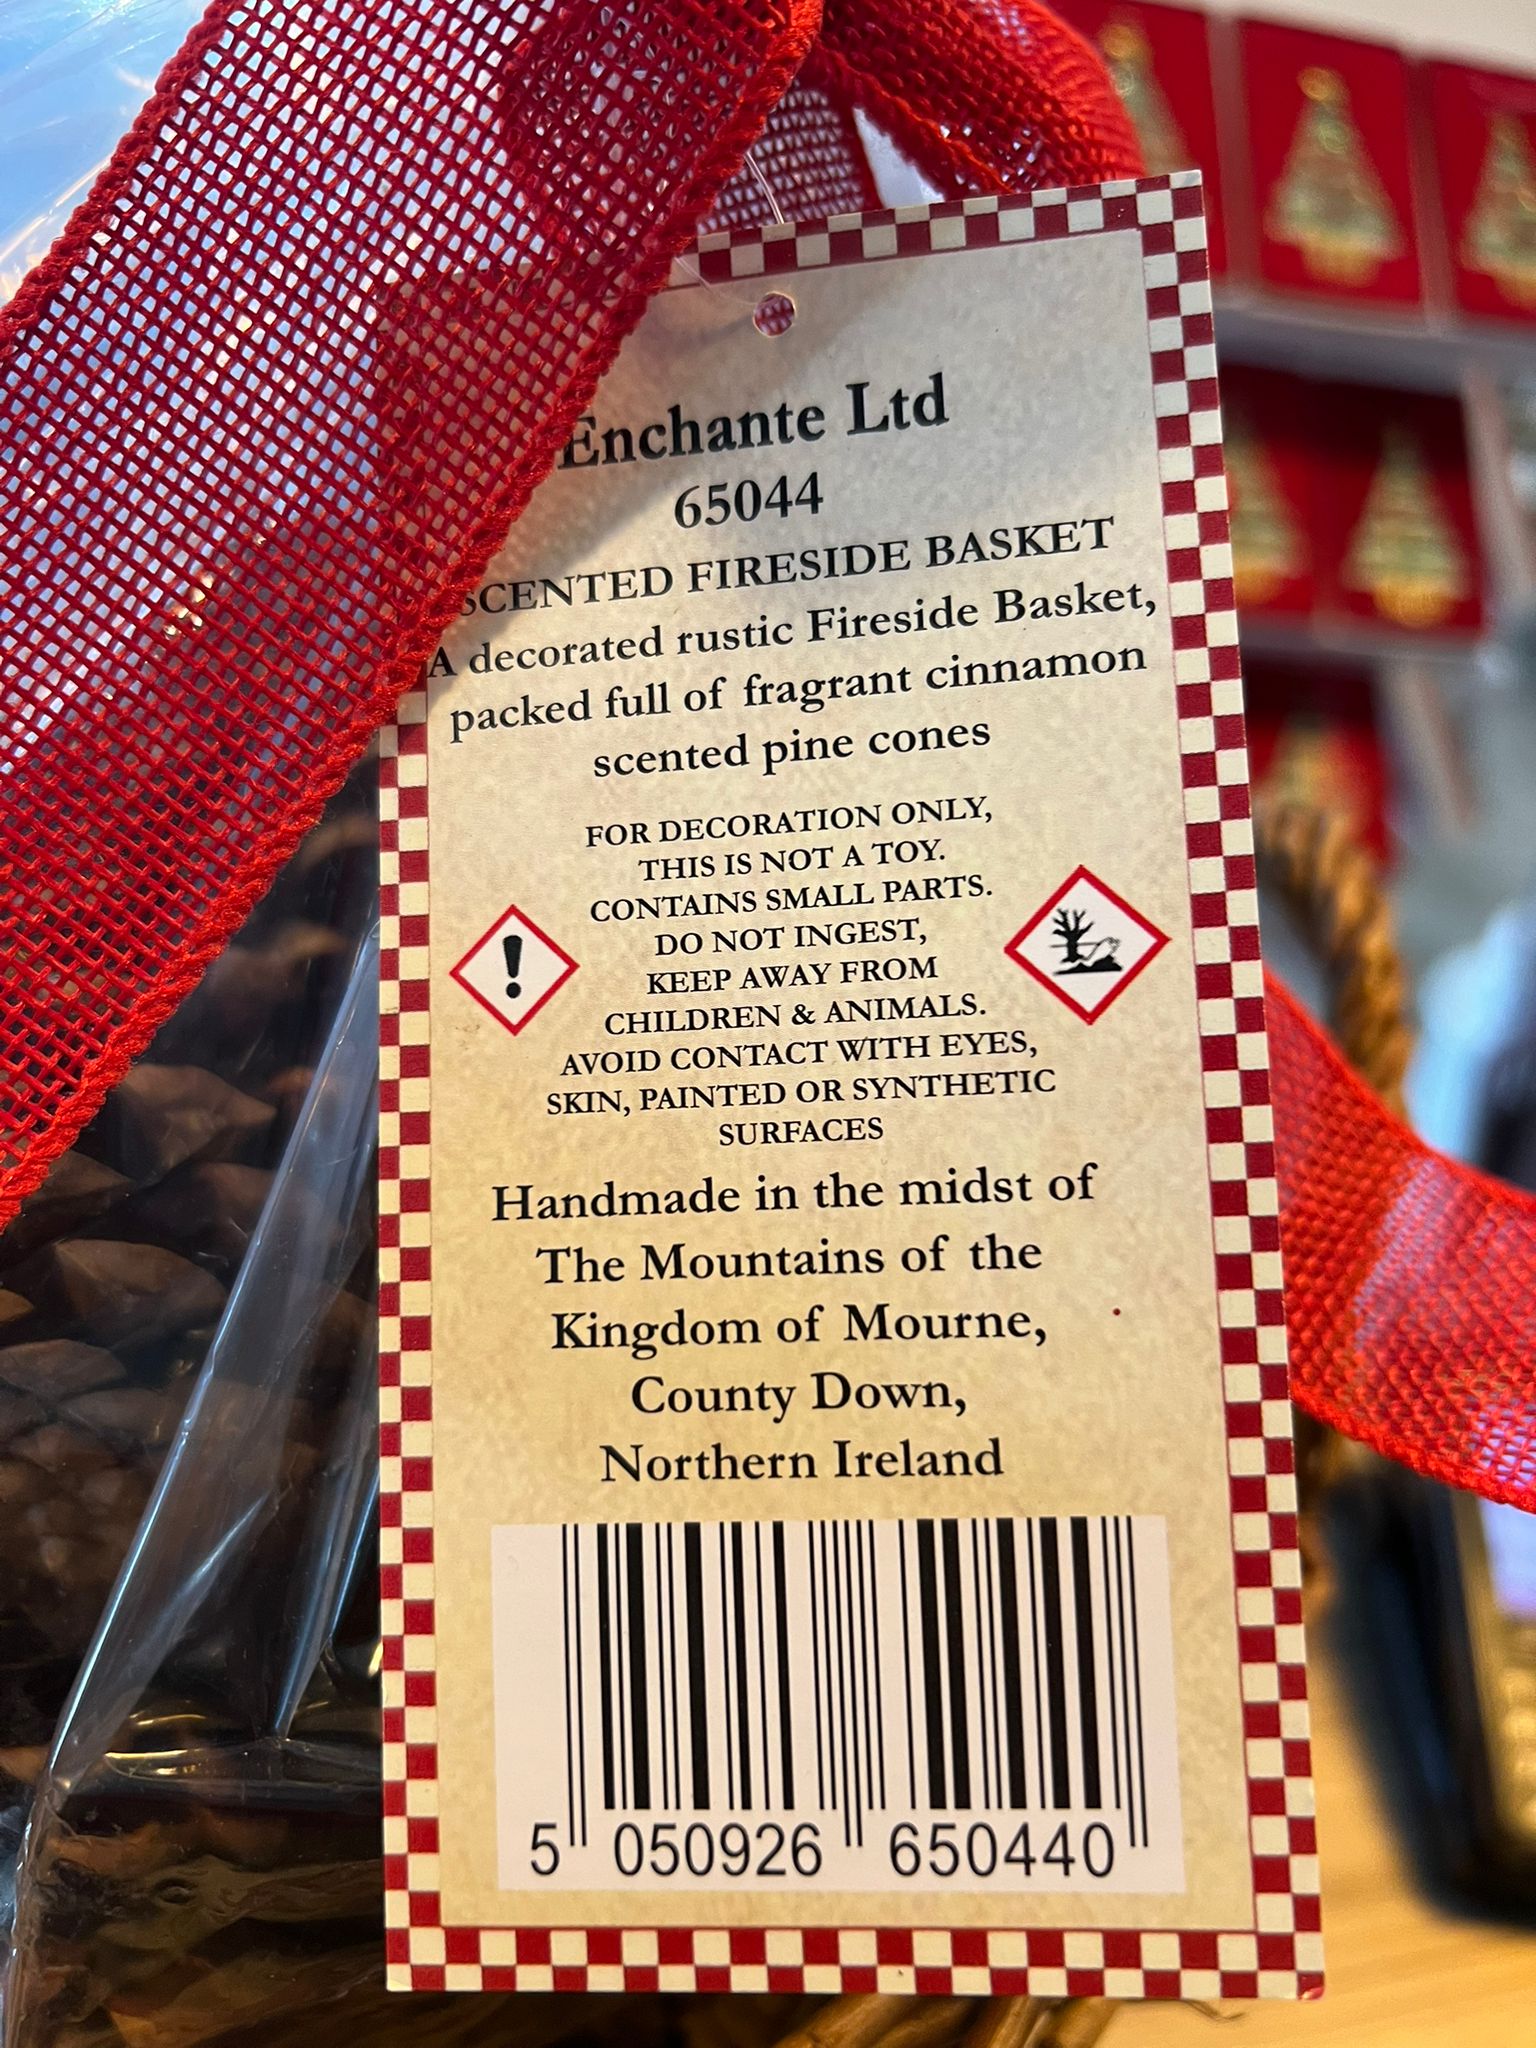 Enchante Ltd
65044
SCENTED FIRESIDE BASKET
A decorated rustic Fireside Basket,
packed full of fragrant cinnamon
scented pine cones
FOR DECORATION ONLY,
THIS IS NOT A TOY.
CONTAINS SMALL PARTS.
DO NOT INGEST,
KEEP AWAY FROM
CHILDREN & ANIMALS.
AVOID CONTACT WITH EYES,
SKIN, PAINTED OR SYNTHETIC
SURFACES
Handmade in the midst of
The Mountains of the
Kingdom of Mourne,
County Down,
Northern Ireland
5 050926 650440